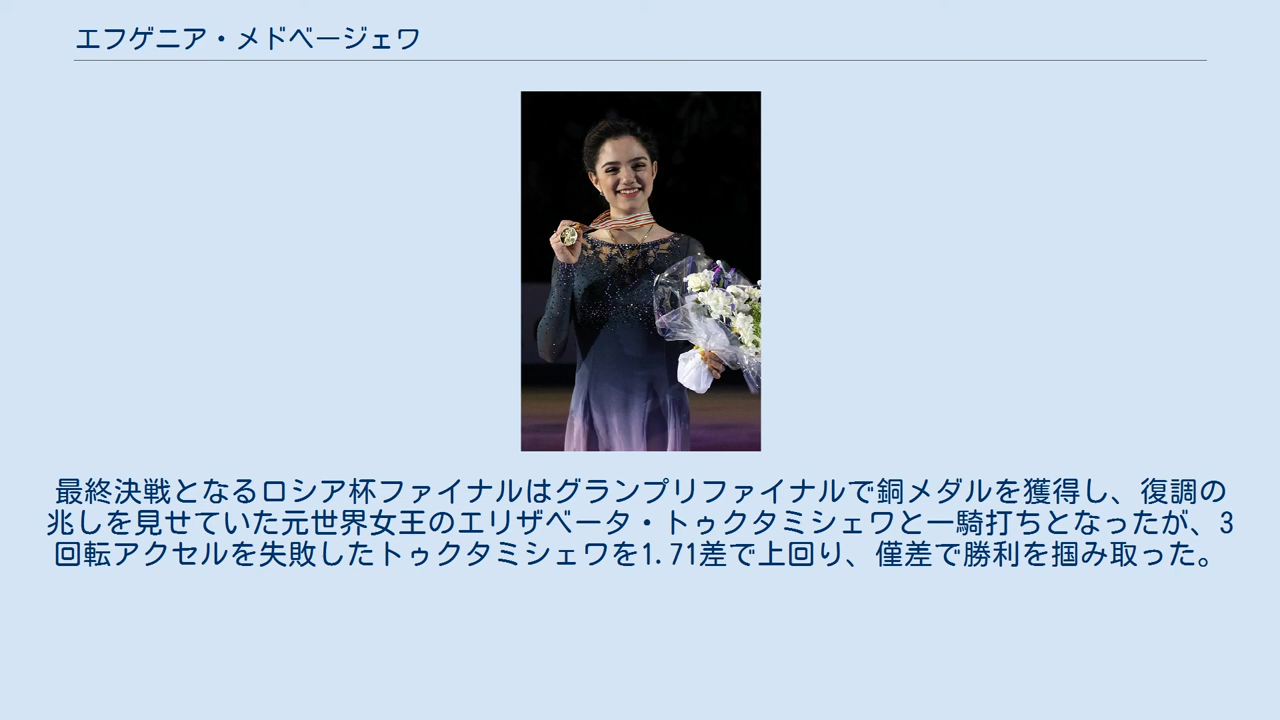 エフゲニア・メドベージェワ
最終決戦となるロシア杯ファイナルはグランプリファイナルで銅メダルを獲得し、復調の
兆しを見せていた元世界女王のエリザベータ・トゥクタミシェワと一騎打ちとなったが、3
回転アクセルを失敗したトゥクタミシェワを1.71差で上回り、僅差で勝利を掴み取った。